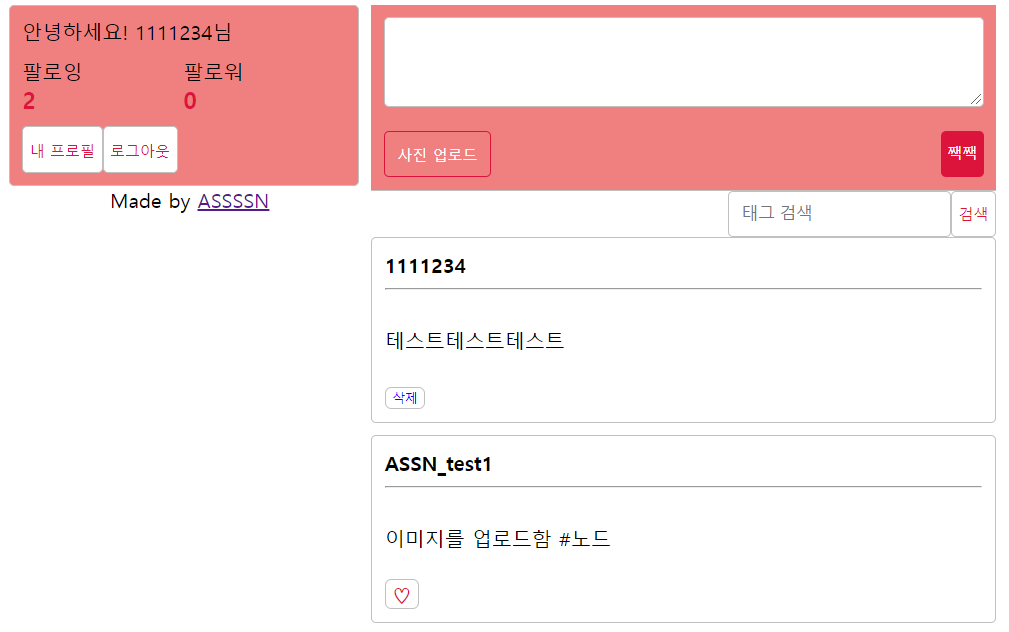 안녕하세요! 1111234님
팔로잉 팔로워
2 0
내 프로필 로그아웃
Made by ASSSSN
사진 업로드 짹짹
태그 검색 검색
1111234
테스트테스트테스트
삭제
ASSN_test1
이미지를 업로드함 #노드
♡